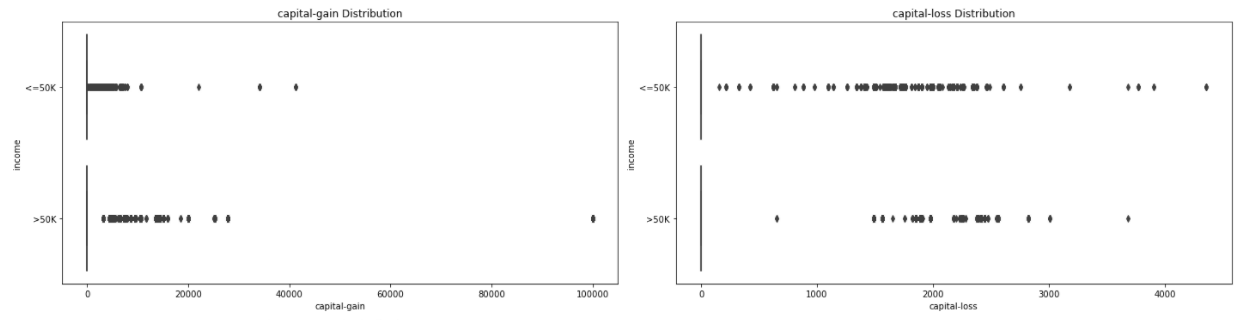 capital-gain Distribution
<=50K
>50K
income
0 20000 40000 60000 80000 100000
capital-gain
capital-loss Distribution
<=50K
>50K
income
0 1000 2000 3000 4000
capital-loss